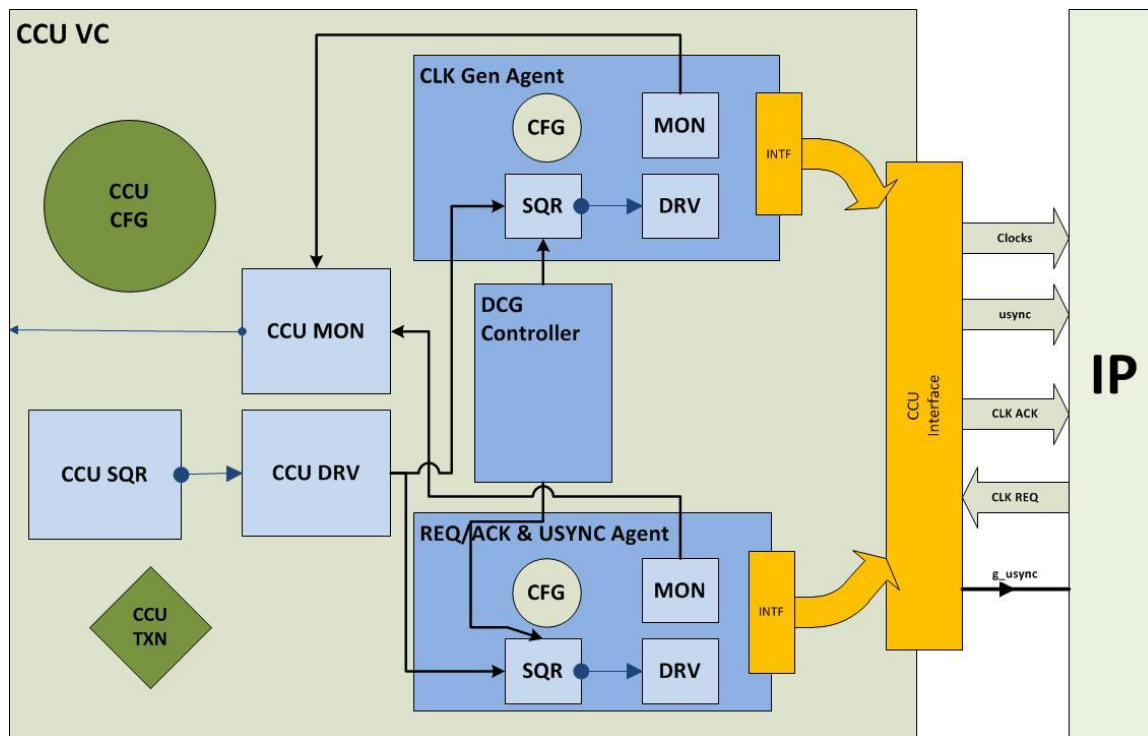 CCU VC
CCU
CFG
CCU MON
CCU SQR
CCU DRV
CCU
TXN
CLK Gen Agent
CFG
MON
SQR
DRV
INTF
DCG
Controller
REQ/ACK & USYNC Agent
CFG
MON
SQR
DRV
INTF
CCU
Interface
Clocks
usync
CLK ACK
CLK REQ
g_usync
IP